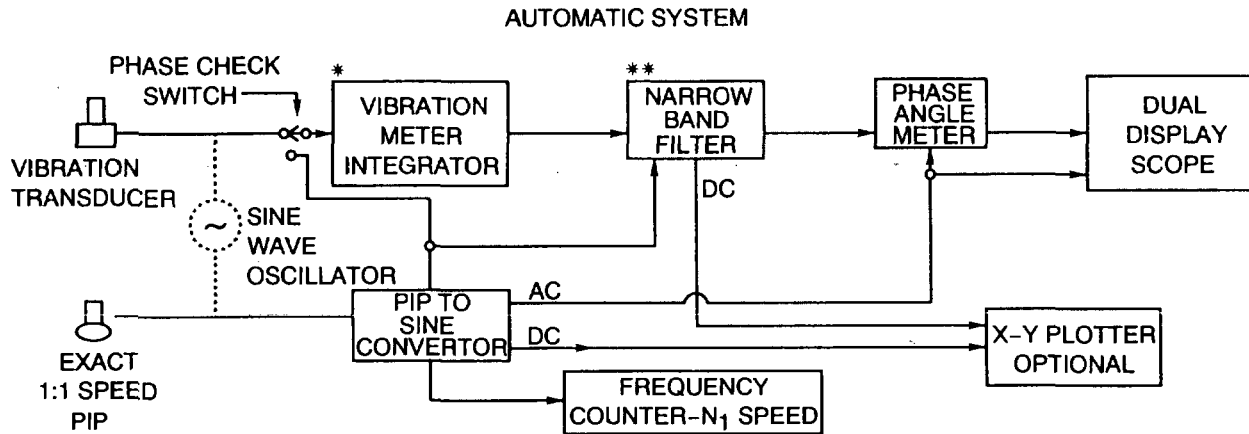 AUTOMATIC SYSTEM
PHASE CHECK
SWITCH
*
VIBRATION
METER
INTEGRATOR
**
NARROW
BAND
FILTER
PHASE
ANGLE
METER
DUAL
DISPLAY
SCOPE
VIBRATION
TRANSDUCER
DC
~
SINE
WAVE
OSCILLATOR
PIP TO
SINE
CONVERTOR
AC
DC
X-Y PLOTTER
OPTIONAL
EXACT
1:1 SPEED
PIP
FREQUENCY
COUNTER-N1 SPEED